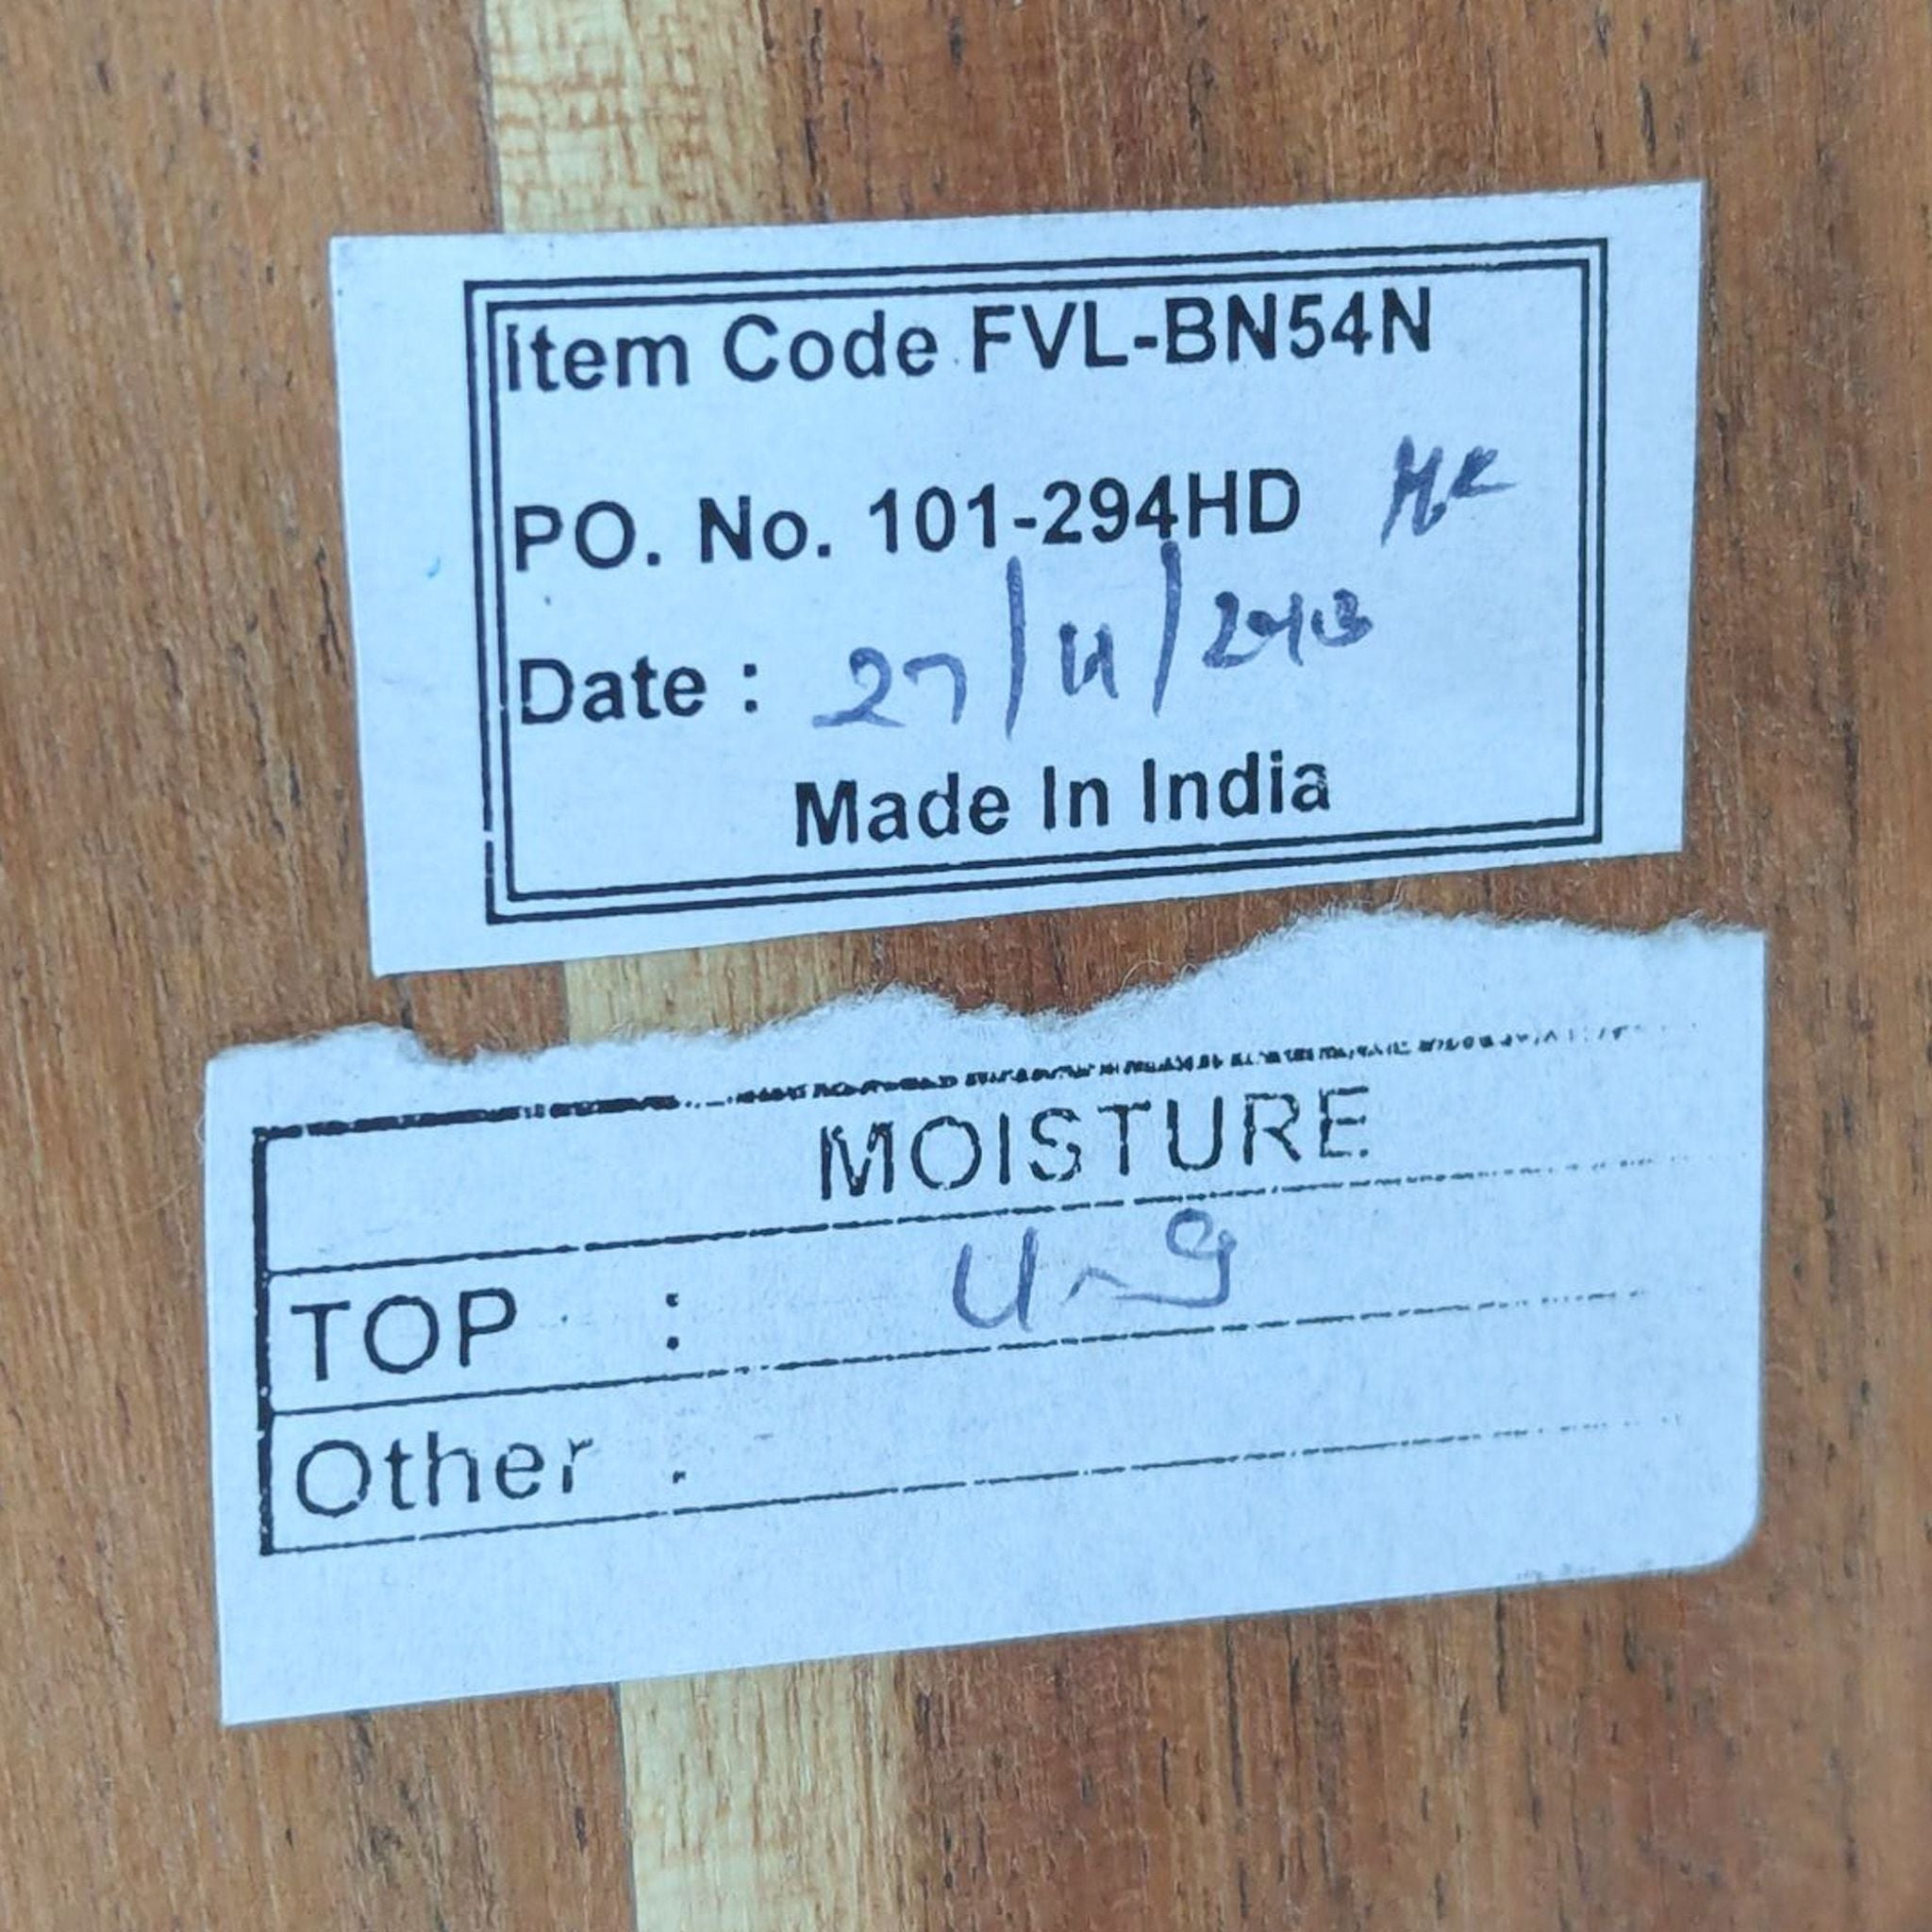 Item Code FVL-BN54N
PO. No. 101-294HD
Date : 27/11/2013
Made In India
MOISTURE
TOP :
Other :